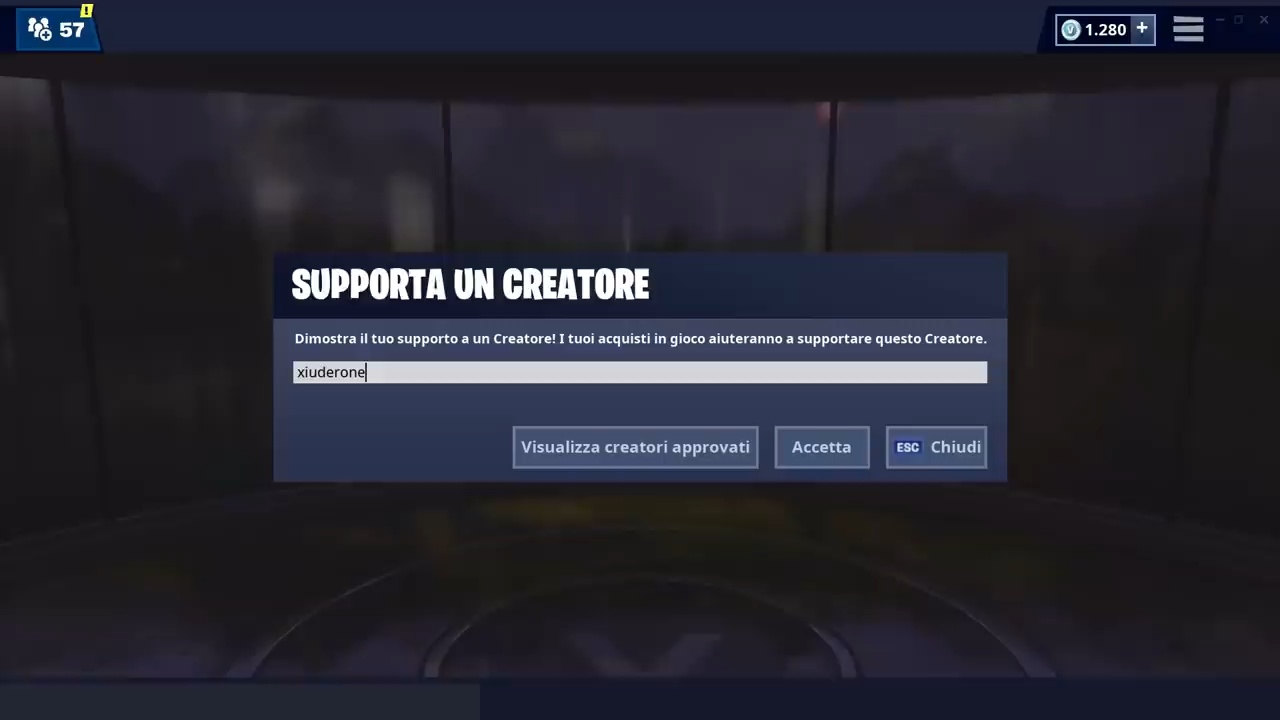 57
!
1.280 +
SUPPORTA UN CREATORE
Dimostra il tuo supporto a un Creatore! I tuoi acquisti in gioco aiuteranno a supportare questo Creatore.
xiuderone
Visualizza creatori approvati
Accetta
ESC Chiudi